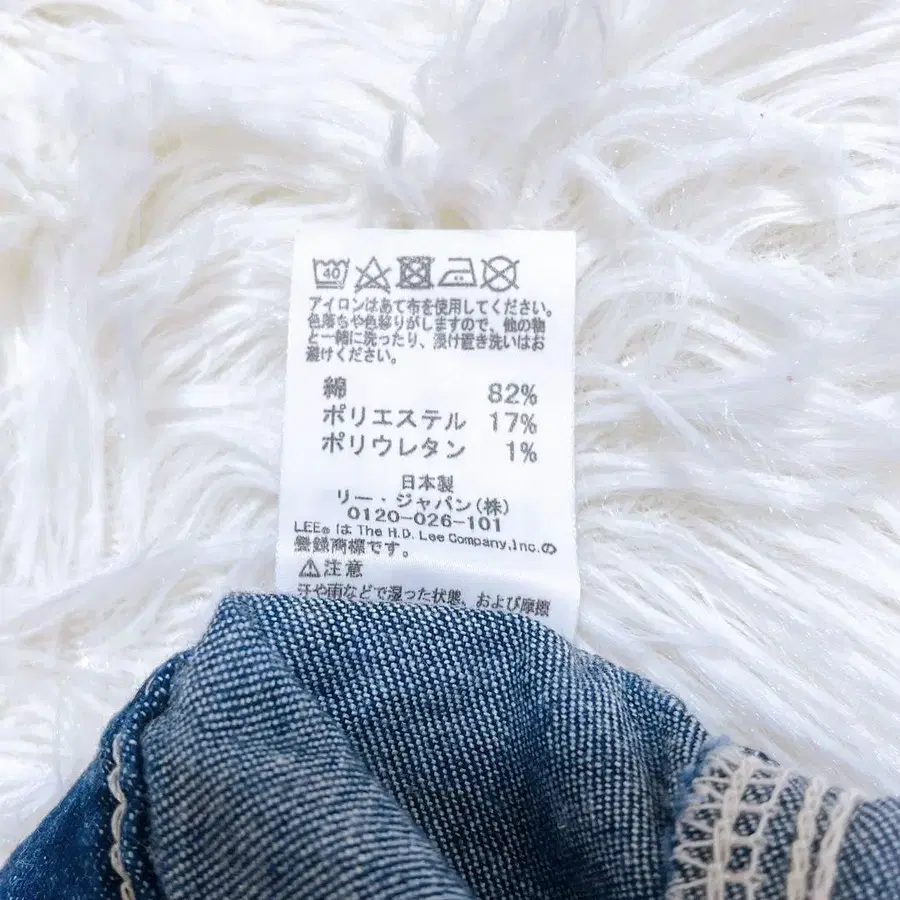 40
アイロンはあて布を使用してください。
色落ちや色移りがしますので、他の物
と一緒に洗ったり、浸け置き洗いはお
避けください。
綿 82%
ポリエステル 17%
ポリウレタン 1%
日本製
リー・ジャパン(株)
0120-026-101
LEE® は The H.D. Lee Company,Inc.の
登録商標です。
⚠注意
汗や雨などで湿った状態、および摩擦